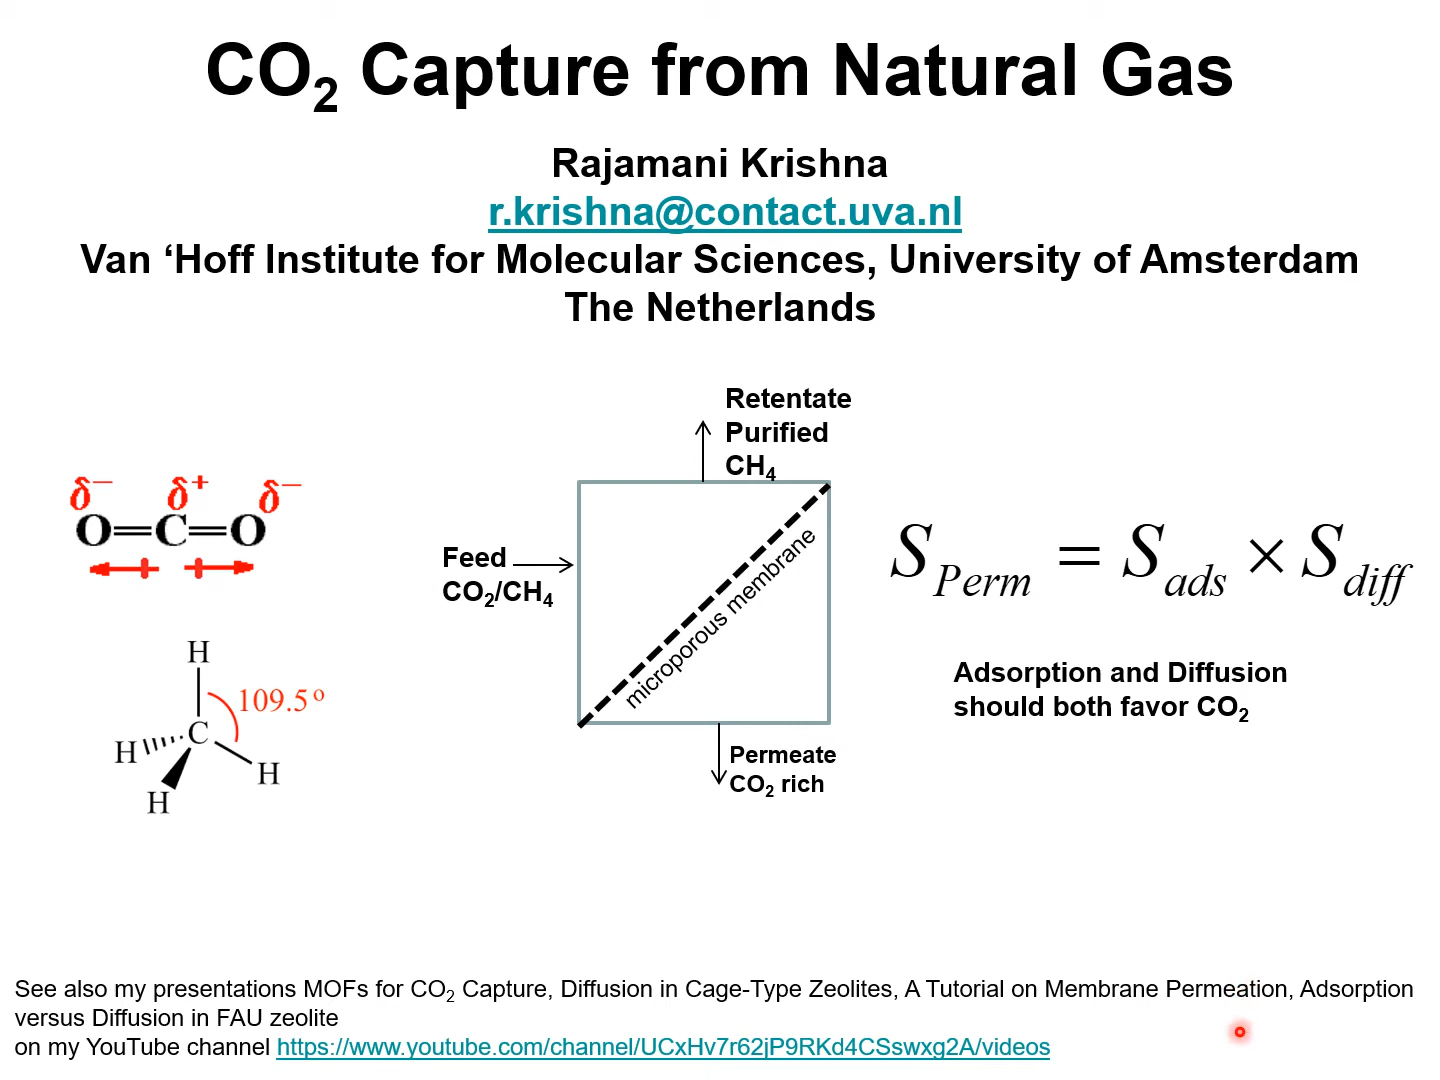 CO₂ Capture from Natural Gas
Rajamani Krishna
r.krishna@contact.uva.nl
Van ‘Hoff Institute for Molecular Sciences, University of Amsterdam
The Netherlands
Retentate
Purified
CH₄
δ⁻ δ⁺ δ⁻
O=C=O
Feed
CO₂/CH₄
microporous membrane
S_Perm = S_ads × S_diff
H
109.5°
C
H
H
H
Adsorption and Diffusion
should both favor CO₂
Permeate
CO₂ rich
See also my presentations MOFs for CO₂ Capture, Diffusion in Cage-Type Zeolites, A Tutorial on Membrane Permeation, Adsorption
versus Diffusion in FAU zeolite
on my YouTube channel https://www.youtube.com/channel/UCxHv7r62jP9RKd4CSswxg2A/videos